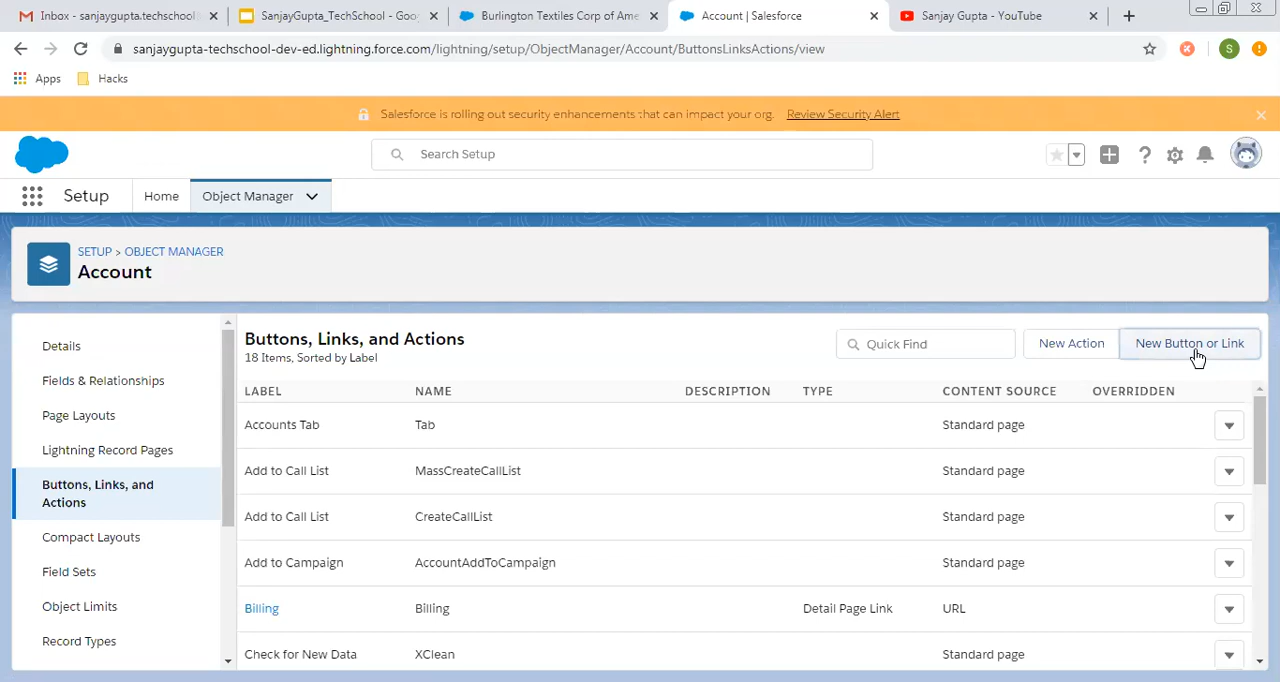 Inbox - sanjaygupta.techschool
SanjayGupta_TechSchool - Goo
Burlington Textiles Corp of Ame
Account | Salesforce
Sanjay Gupta - YouTube
sanjaygupta-techschool-dev-ed.lightning.force.com/lightning/setup/ObjectManager/Account/ButtonsLinksActions/view
S
Apps
Hacks
Salesforce is rolling out security enhancements that can impact your org. Review Security Alert
Search Setup
Setup
Home
Object Manager
SETUP > OBJECT MANAGER
Account
Details
Fields & Relationships
Page Layouts
Lightning Record Pages
Buttons, Links, and
Actions
Compact Layouts
Field Sets
Object Limits
Record Types
Buttons, Links, and Actions
18 Items, Sorted by Label
Quick Find
New Action
New Button or Link
LABEL NAME DESCRIPTION TYPE CONTENT SOURCE OVERRIDDEN
Accounts Tab Tab Standard page
Add to Call List MassCreateCallList Standard page
Add to Call List CreateCallList Standard page
Add to Campaign AccountAddToCampaign Standard page
Billing Billing Detail Page Link URL
Check for New Data XClean Standard page